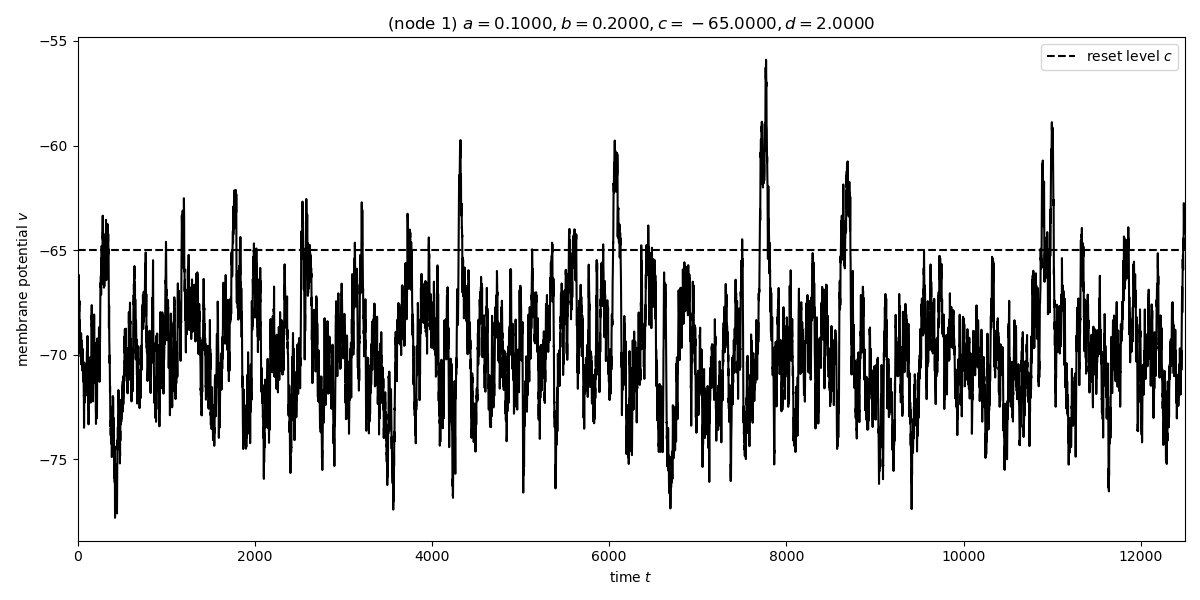 (node 1) a = 0.1000, b = 0.2000, c = −65.0000, d = 2.0000
reset level c
−55
−60
−65
−70
−75
membrane potential v
0 2000 4000 6000 8000 10000 12000
time t